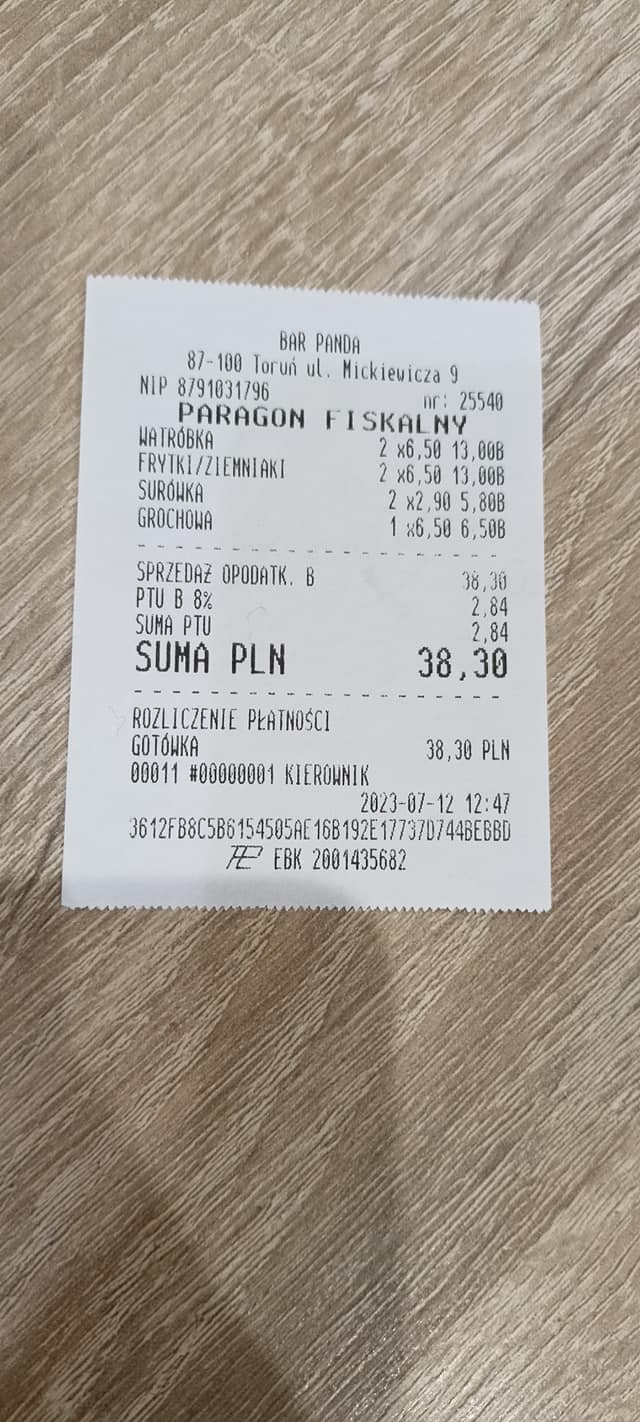 BAR PANDA
87-100 Toruń ul. Mickiewicza 9
NIP 8791031796 nr: 25540
PARAGON FISKALNY
WATRÓBKA 2 x6,50 13,00B
FRYTKI/ZIEMNIAKI 2 x6,50 13,00B
SURÓWKA 2 x2,90 5,80B
GROCHOWA 1 x6,50 6,50B
SPRZEDAŻ OPODATK. B 38,30
PTU B 8% 2,84
SUMA PTU 2,84
SUMA PLN 38,30
ROZLICZENIE PŁATNOŚCI
GOTÓWKA 38,30 PLN
00011 #00000001 KIEROWNIK
2023-07-12 12:47
3612FB8C5B6154505AE16B192E17737D744BEBBD
EBK 2001435682